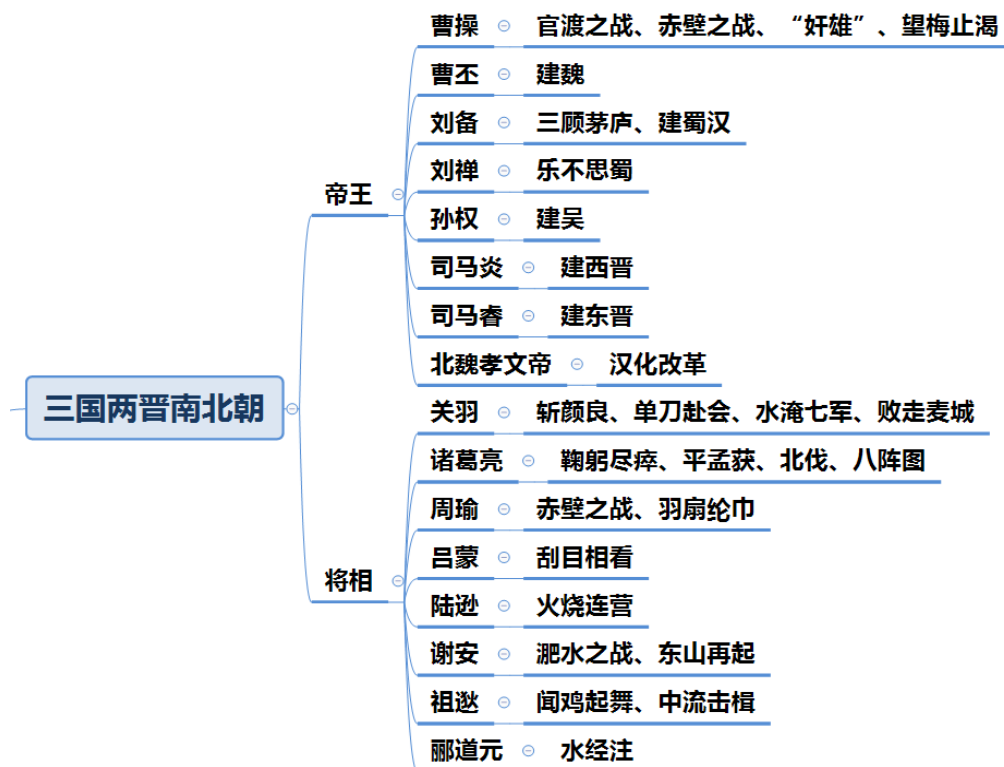 三国两晋南北朝
帝王
曹操 官渡之战、赤壁之战、“奸雄”、望梅止渴
曹丕 建魏
刘备 三顾茅庐、建蜀汉
刘禅 乐不思蜀
孙权 建吴
司马炎 建西晋
司马睿 建东晋
北魏孝文帝 汉化改革
将相
关羽 斩颜良、单刀赴会、水淹七军、败走麦城
诸葛亮 鞠躬尽瘁、平孟获、北伐、八阵图
周瑜 赤壁之战、羽扇纶巾
吕蒙 刮目相看
陆逊 火烧连营
谢安 淝水之战、东山再起
祖逖 闻鸡起舞、中流击楫
郦道元 水经注